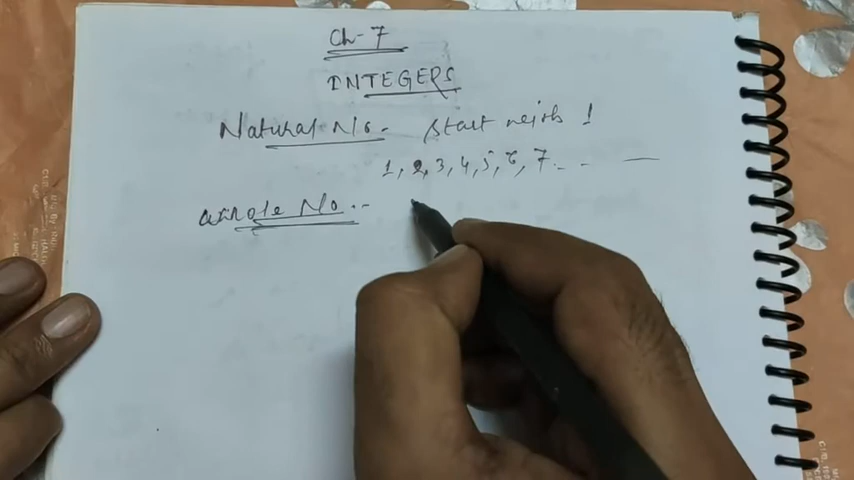 Ch-7
INTEGERS
Natural No.- Start with 1
1, 2, 3, 4, 5, 6, 7 . - - —
whole No.-